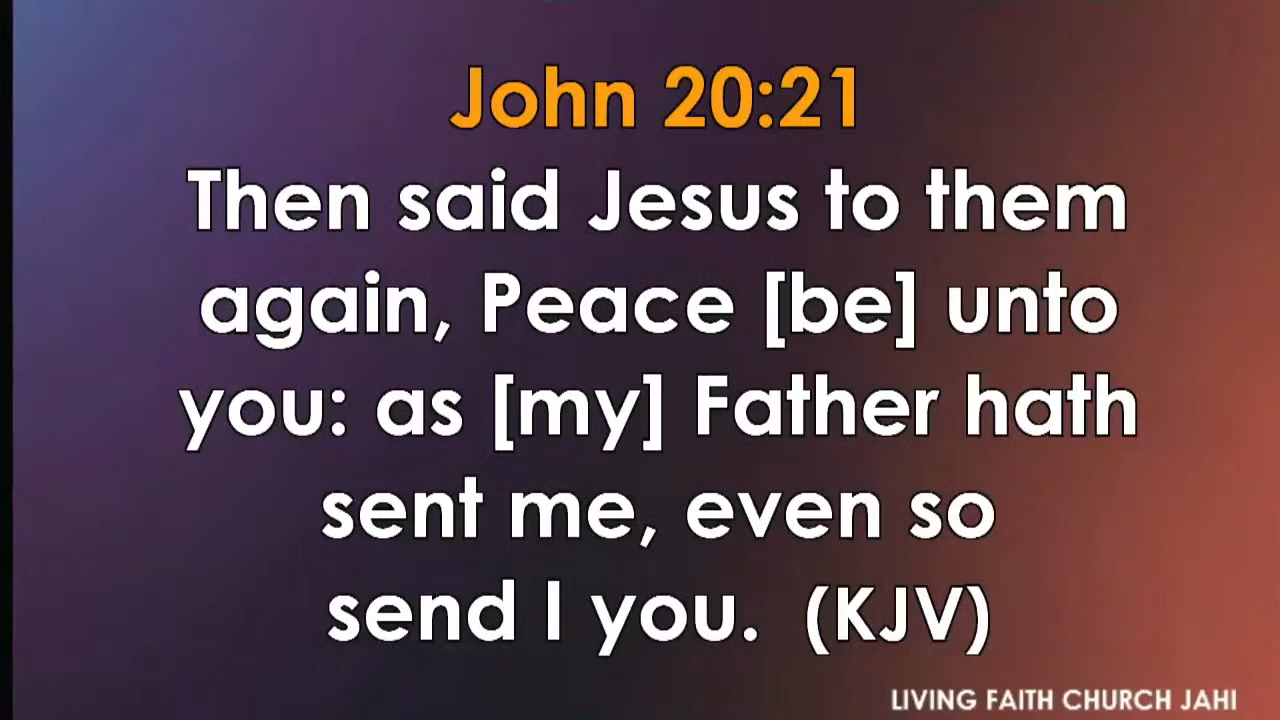 John 20:21
Then said Jesus to them
again, Peace [be] unto
you: as [my] Father hath
sent me, even so
send I you.  (KJV)
LIVING FAITH CHURCH JAHI